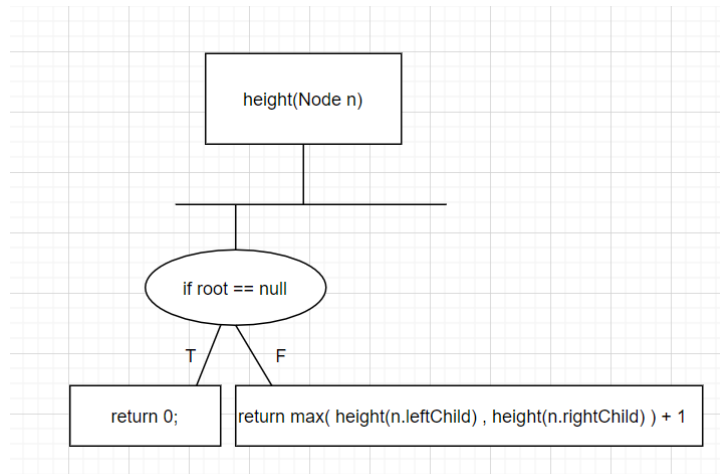 height(Node n)
if root == null
T
F
return 0;
return max( height(n.leftChild) , height(n.rightChild) ) + 1